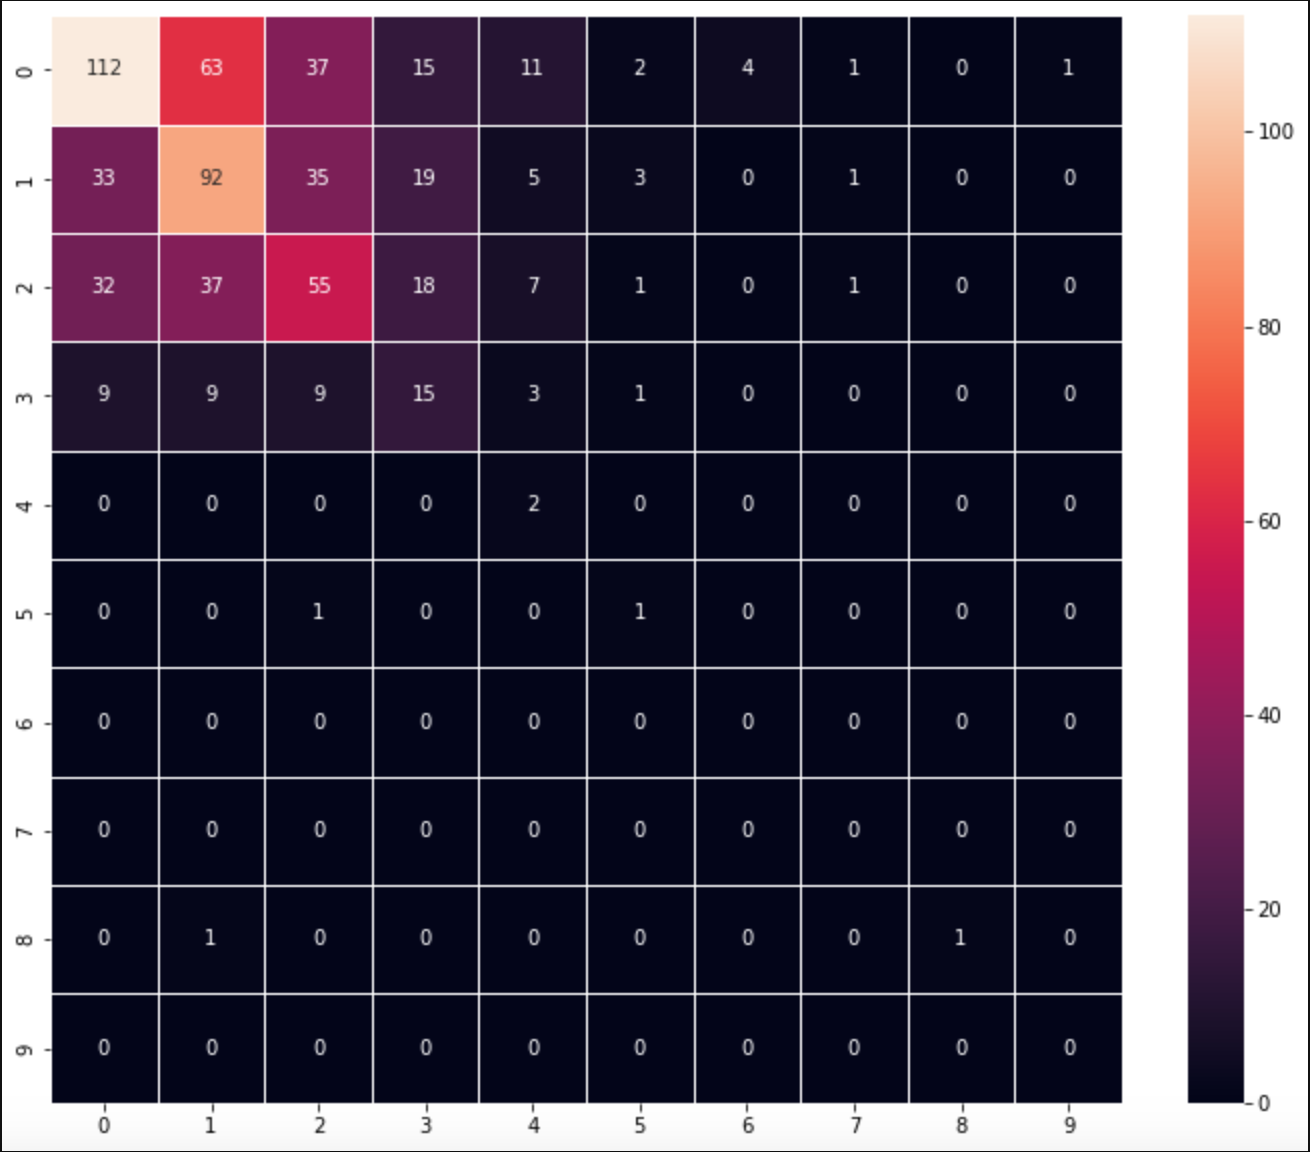 0 112 63 37 15 11 2 4 1 0 1
1 33 92 35 19 5 3 0 1 0 0
2 32 37 55 18 7 1 0 1 0 0
3 9 9 9 15 3 1 0 0 0 0
4 0 0 0 0 2 0 0 0 0 0
5 0 0 1 0 0 1 0 0 0 0
6 0 0 0 0 0 0 0 0 0 0
7 0 0 0 0 0 0 0 0 0 0
8 0 1 0 0 0 0 0 0 1 0
9 0 0 0 0 0 0 0 0 0 0
0 1 2 3 4 5 6 7 8 9
100
80
60
40
20
0